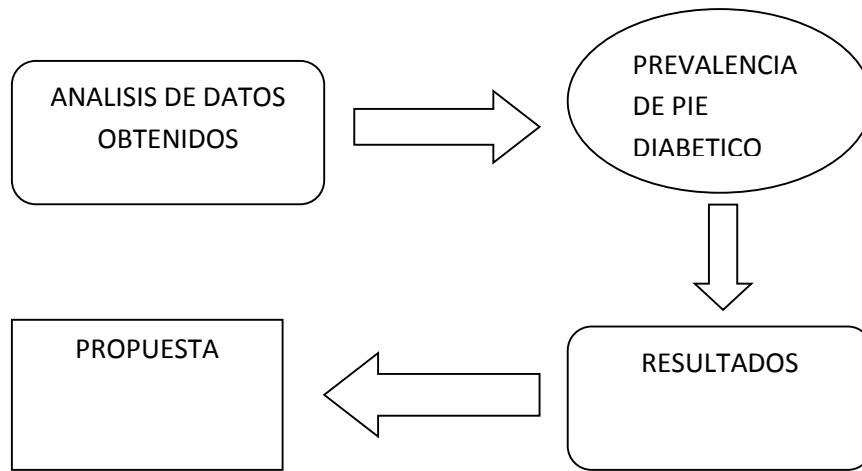 ANALISIS DE DATOS
OBTENIDOS
PREVALENCIA
DE PIE
DIABETICO
RESULTADOS
PROPUESTA